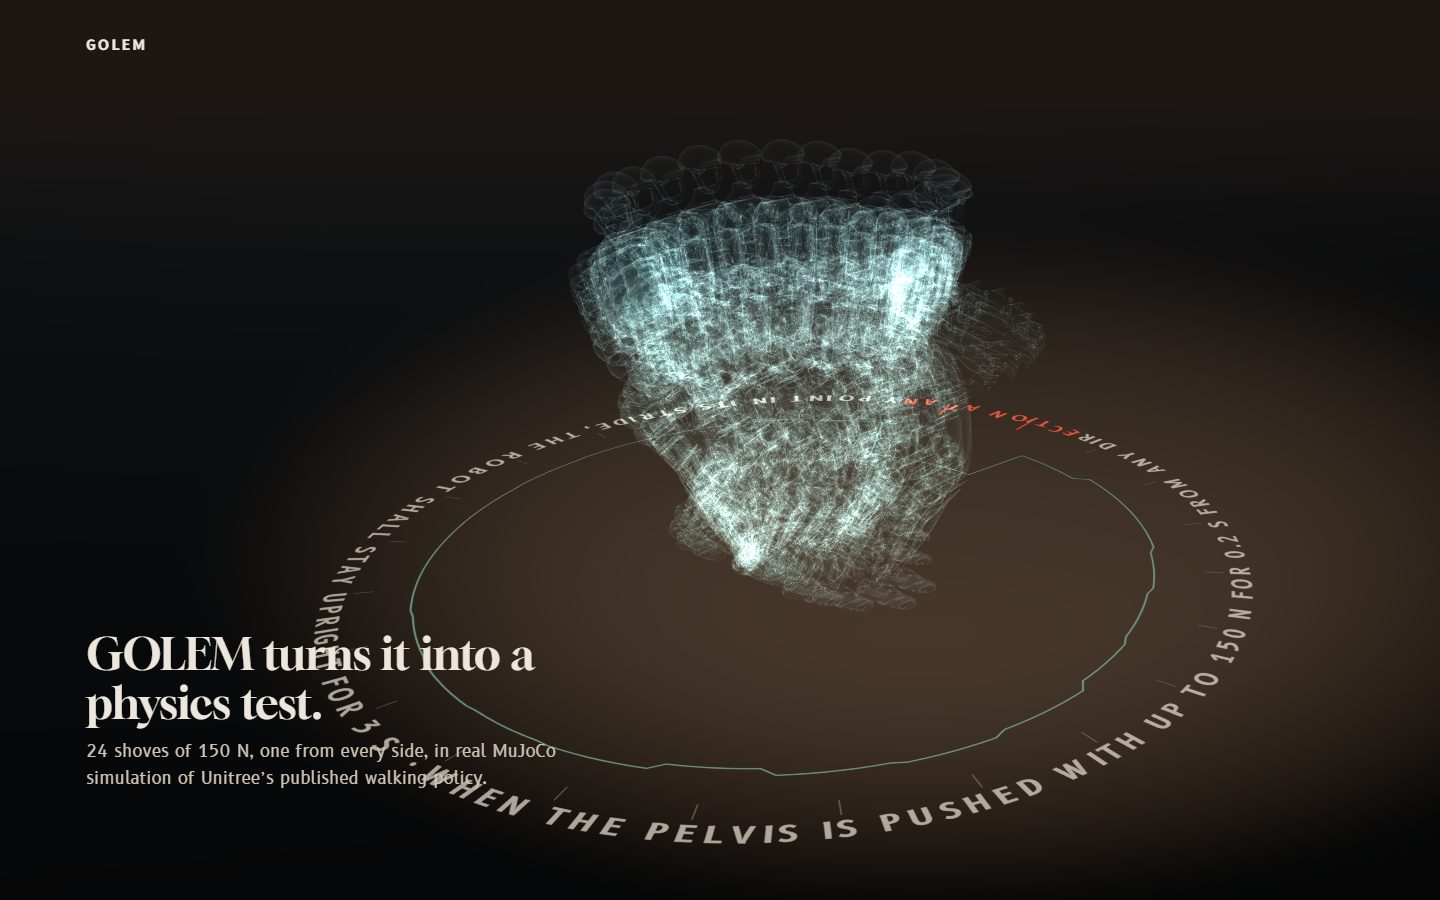 GOLEM
GOLEM turns it into a
physics test.
24 shoves of 150 N, one from every side, in real MuJoCo
simulation of Unitree's published walking policy.
WHEN THE PELVIS IS PUSHED WITH UP TO 150 N FOR 0.2 S FROM ANY DIRECTION AT ANY POINT IN ITS STRIDE, THE ROBOT SHALL STAY UPRIGHT FOR 3 S.